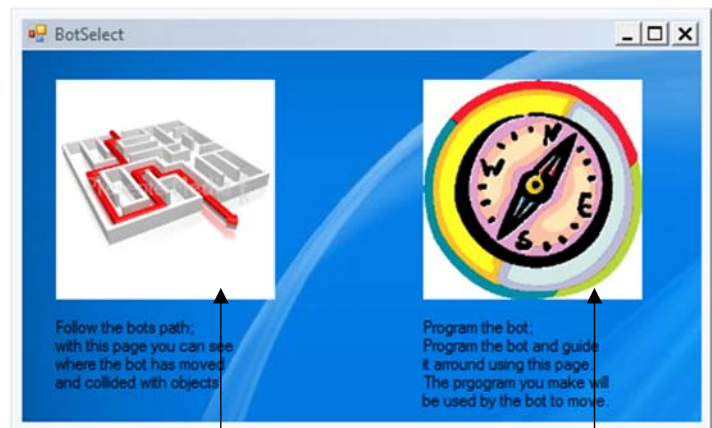 BotSelect
N
W
E
S
Follow the bots path;
with this page you can see
where the bot has moved
and collided with objects
Program the bot;
Program the bot and guide
it arround using this page.
The prgogram you make will
be used by the bot to move.